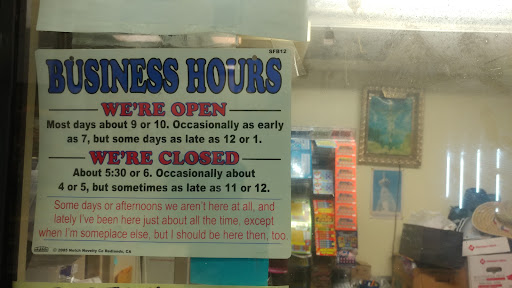 SFB12
BUSINESS HOURS
WE'RE OPEN
Most days about 9 or 10. Occasionally as early
as 7, but some days as late as 12 or 1.
WE'RE CLOSED
About 5:30 or 6. Occasionally about
4 or 5, but sometimes as late as 11 or 12.
Some days or afternoons we aren't here at all, and
lately I've been here just about all the time, except
when I'm someplace else, but I should be here then, too.